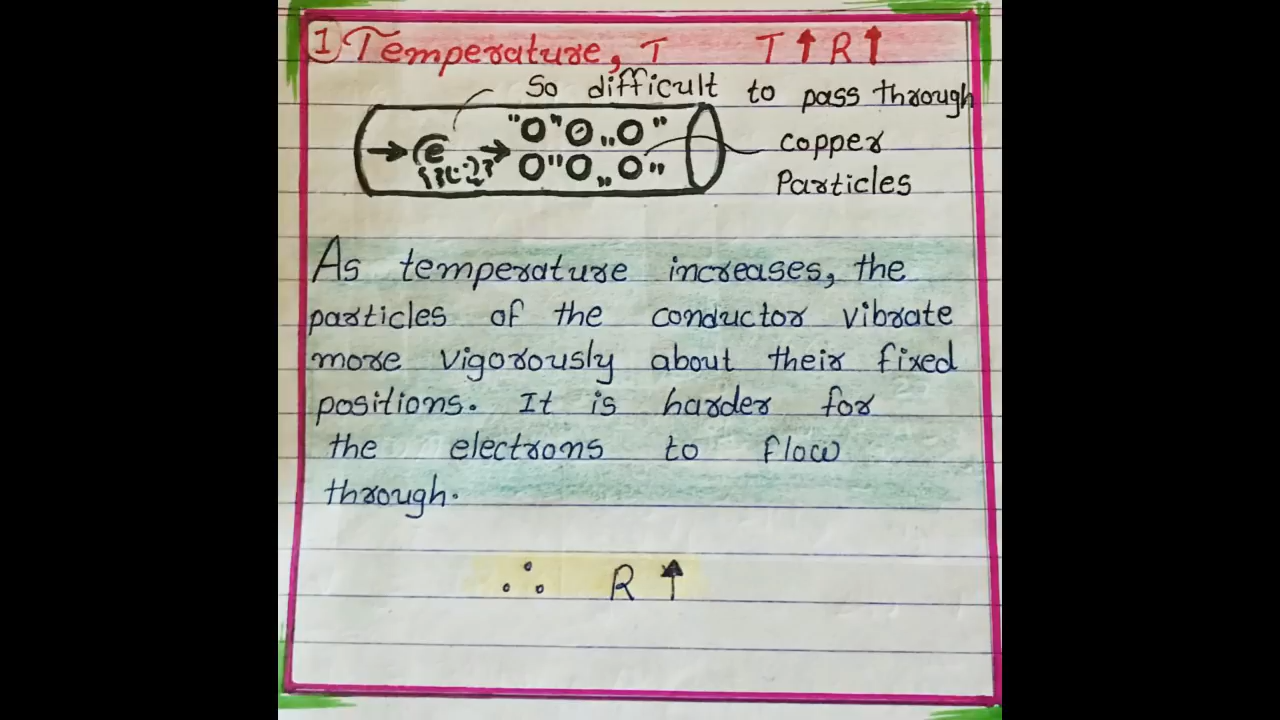 1 Temperature, T T↑ R↑
So difficult to pass through
e
copper
Particles
As temperature increases, the
particles of the conductor vibrate
more vigorously about their fixed
positions. It is harder for
the electrons to flow
through.
∴ R ↑